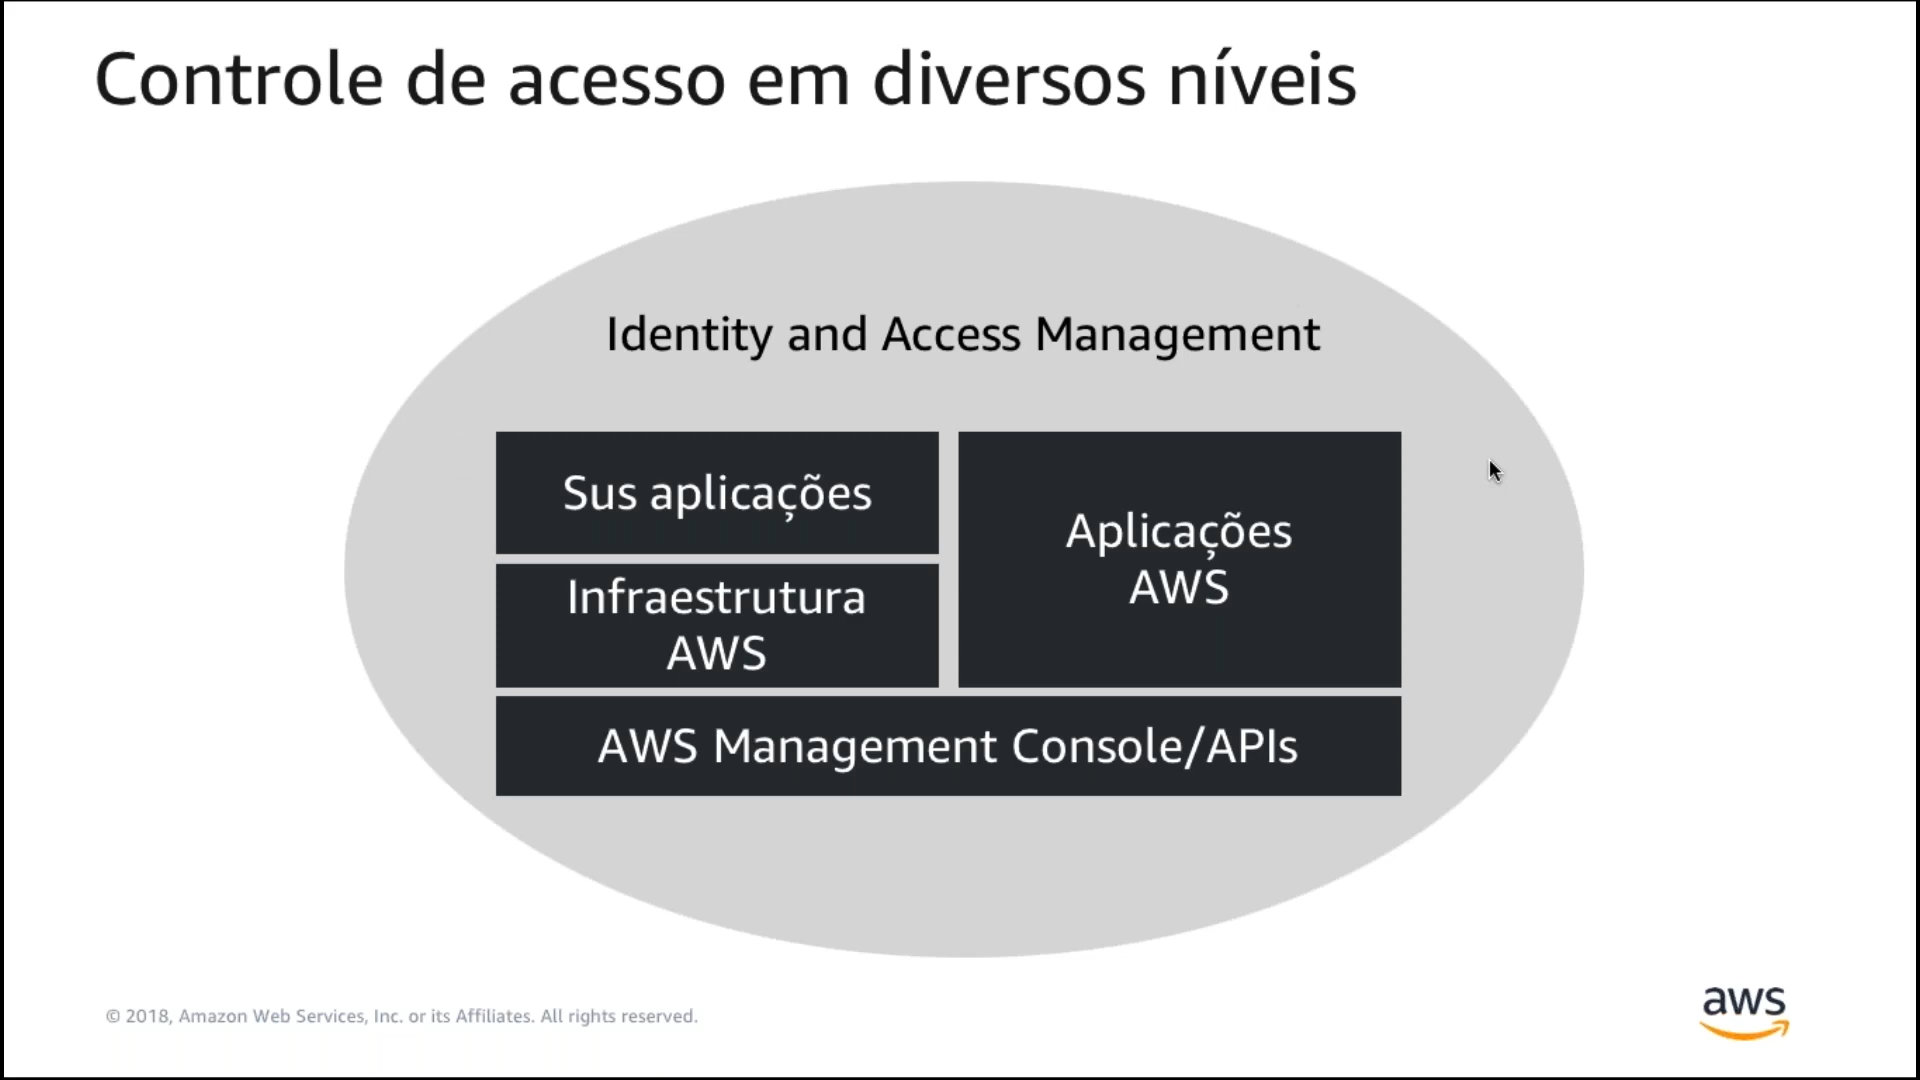 Controle de acesso em diversos níveis
Identity and Access Management
Sus aplicações
Infraestrutura
AWS
Aplicações
AWS
AWS Management Console/APIs
© 2018, Amazon Web Services, Inc. or its Affiliates. All rights reserved.
aws